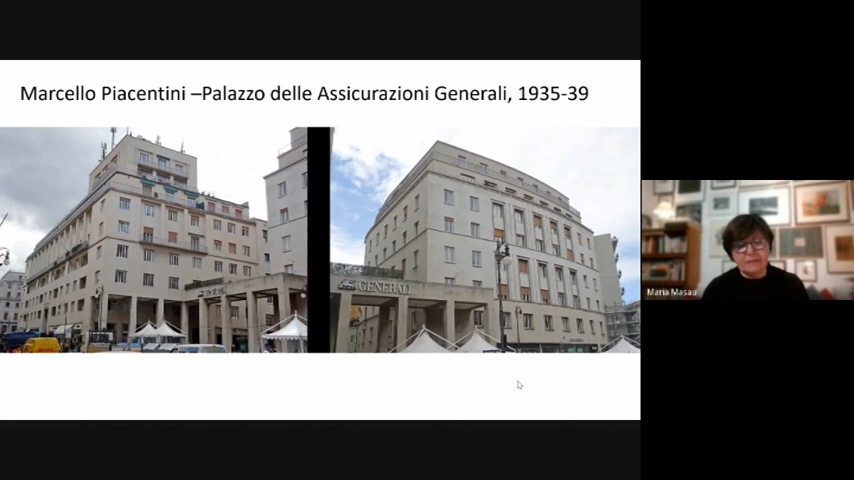 Marcello Piacentini –Palazzo delle Assicurazioni Generali, 1935-39
GENERALI
Maria Masau